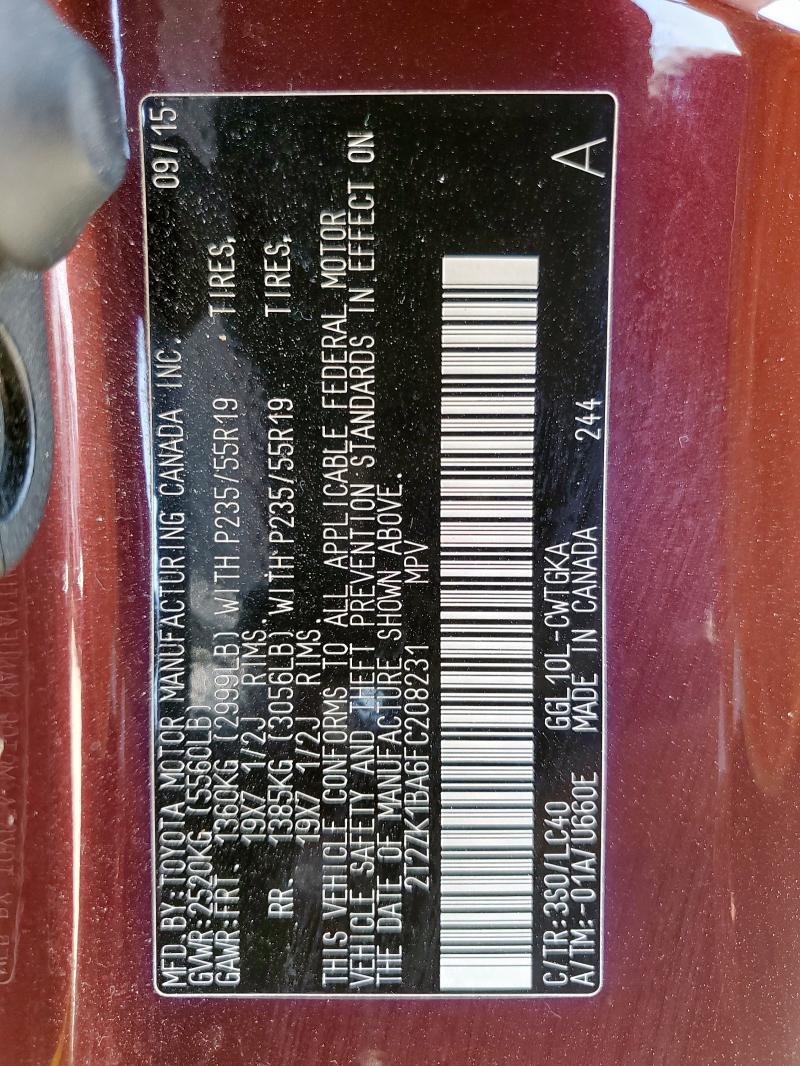 MFD.BY:TOYOTA MOTOR MANUFACTURING CANADA INC. 09/15
GVWR:2520KG (5560LB)
GAWR:FRT. 1360KG (2999LB) WITH P235/55R19 TIRES,
19X7 1/2J RIMS.
RR. 1385KG (3056LB) WITH P235/55R19 TIRES,
19X7 1/2J RIMS.
THIS VEHICLE CONFORMS TO ALL APPLICABLE FEDERAL MOTOR
VEHICLE SAFETY AND THEFT PREVENTION STANDARDS IN EFFECT ON
THE DATE OF MANUFACTURE SHOWN ABOVE.
2T2ZK1BA6FC208231 MPV
C/TR:3S0/LC40 GGL10L-CWTGKA
A/TM:-01A/U660E MADE IN CANADA 244
A